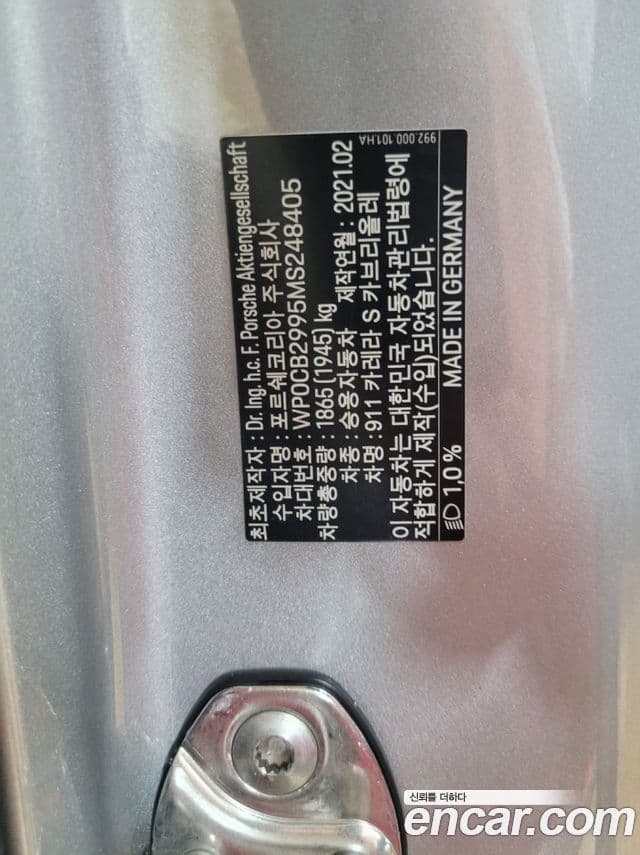 최초제작자 : Dr. Ing. h.c. F. Porsche Aktiengesellschaft
수입자명 : 포르쉐코리아 주식회사
차대번호 : WP0CB2995MS248405
차량총중량 : 1865 (1945) kg
차종 : 승용자동차 제작연월 : 2021.02
차명 : 911 카레라 S 카브리올레
이 자동차는 대한민국 자동차관리법령에
적합하게 제작(수입)되었습니다.
1,0 % MADE IN GERMANY
992.000.101.HA
신뢰를 더하다
encar.com